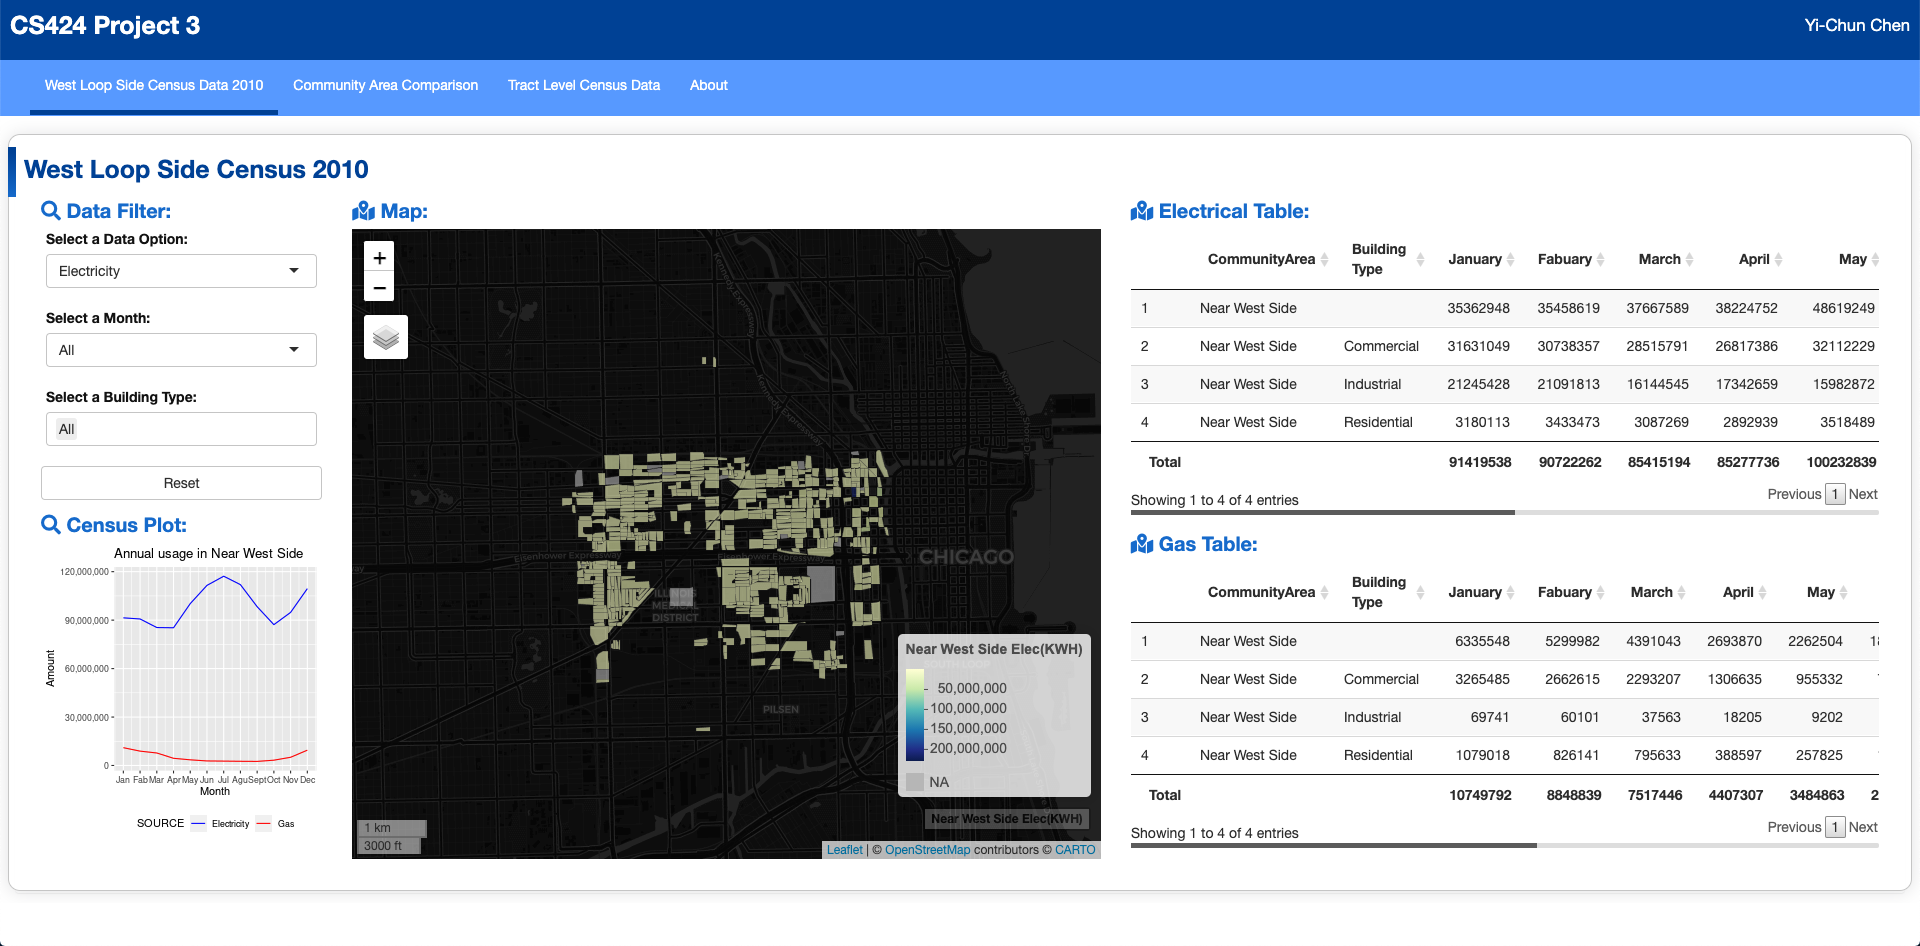 CS424 Project 3
Yi-Chun Chen
West Loop Side Census Data 2010 Community Area Comparison Tract Level Census Data About
West Loop Side Census 2010
Data Filter:
Select a Data Option:
Electricity
Select a Month:
All
Select a Building Type:
All
Reset
Census Plot:
Annual usage in Near West Side
120,000,000
90,000,000
60,000,000
30,000,000
0
Amount
Jan Fab Mar Apr May Jun Jul Agu Sept Oct Nov Dec
Month
SOURCE Electricity Gas
Map:
+
−
Kennedy Expressway
Kennedy Expressway
Eisenhower Expressway
Eisenhower Expressway
CHICAGO
ILLINOIS
MEDICAL
DISTRICT
PILSEN
Near West Side Elec(KWH)
50,000,000
100,000,000
150,000,000
200,000,000
NA
Near West Side Elec(KWH)
1 km
3000 ft
Leaflet | © OpenStreetMap contributors © CARTO
Electrical Table:
CommunityArea Building Type January Fabuary March April May
1 Near West Side 35362948 35458619 37667589 38224752 48619249
2 Near West Side Commercial 31631049 30738357 28515791 26817386 32112229
3 Near West Side Industrial 21245428 21091813 16144545 17342659 15982872
4 Near West Side Residential 3180113 3433473 3087269 2892939 3518489
Total 91419538 90722262 85415194 85277736 100232839
Showing 1 to 4 of 4 entries
Previous 1 Next
Gas Table:
CommunityArea Building Type January Fabuary March April May
1 Near West Side 6335548 5299982 4391043 2693870 2262504
2 Near West Side Commercial 3265485 2662615 2293207 1306635 955332
3 Near West Side Industrial 69741 60101 37563 18205 9202
4 Near West Side Residential 1079018 826141 795633 388597 257825
Total 10749792 8848839 7517446 4407307 3484863 2
Showing 1 to 4 of 4 entries
Previous 1 Next